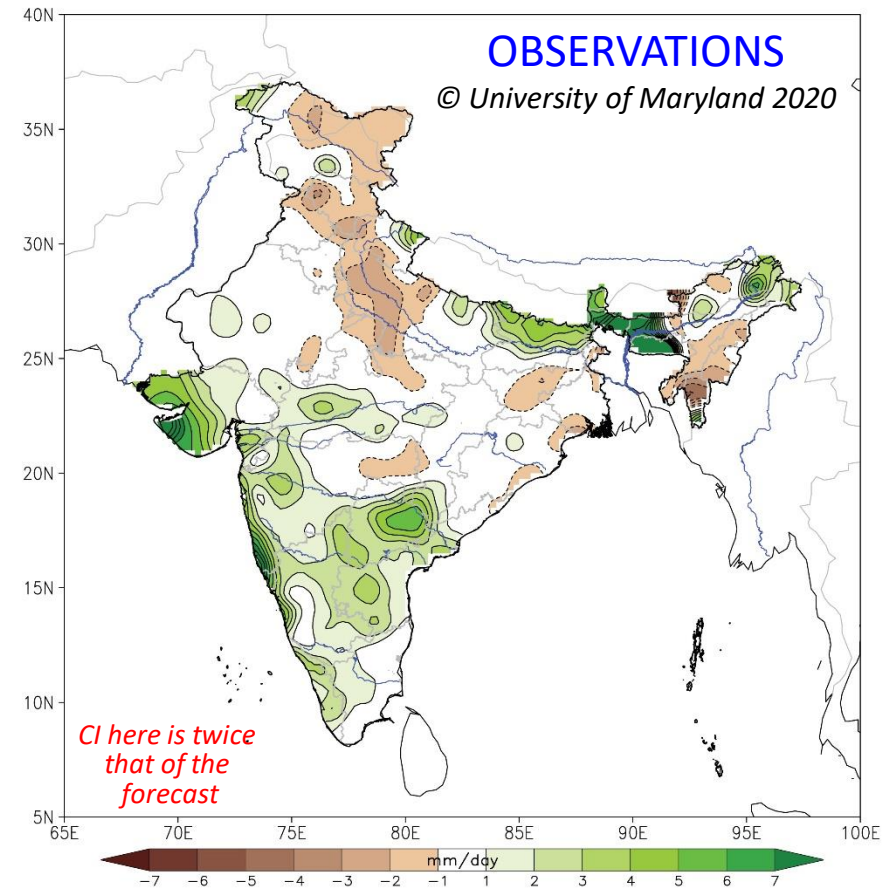 OBSERVATIONS
© University of Maryland 2020
40N
35N
30N
25N
20N
15N
10N
5N
CI here is twice
that of the
forecast
65E 70E 75E 80E 85E 90E 95E 100E
mm/day
-7 -6 -5 -4 -3 -2 -1 1 2 3 4 5 6 7